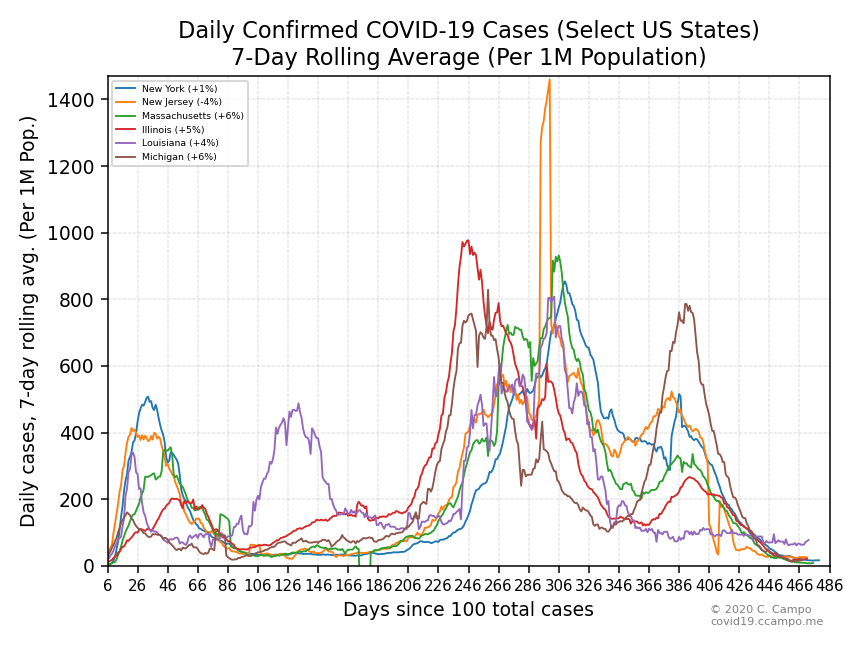 Daily Confirmed COVID-19 Cases (Select US States)
7-Day Rolling Average (Per 1M Population)
Daily cases, 7-day rolling avg. (Per 1M Pop.)
1400
1200
1000
800
600
400
200
0
New York (+1%)
New Jersey (-4%)
Massachusetts (+6%)
Illinois (+5%)
Louisiana (+4%)
Michigan (+6%)
6 26 46 66 86 106 126 146 166 186 206 226 246 266 286 306 326 346 366 386 406 426 446 466 486
Days since 100 total cases
© 2020 C. Campo
covid19.ccampo.me